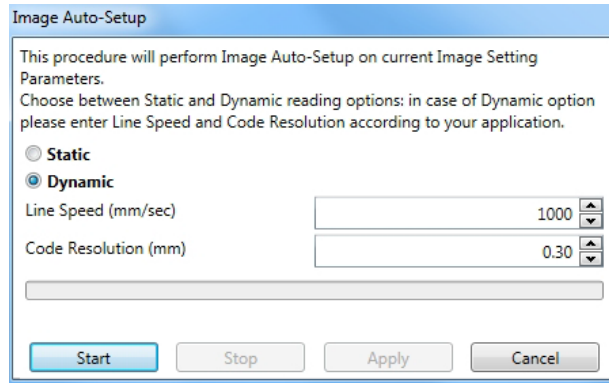 Image Auto-Setup
This procedure will perform Image Auto-Setup on current Image Setting
Parameters.
Choose between Static and Dynamic reading options: in case of Dynamic option
please enter Line Speed and Code Resolution according to your application.
Static
Dynamic
Line Speed (mm/sec) 1000
Code Resolution (mm) 0.30
Start Stop Apply Cancel